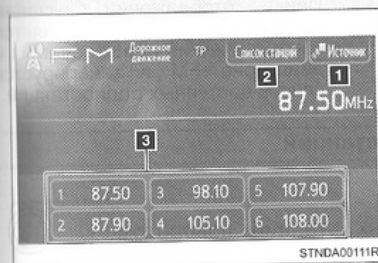 FM Дорожное движение TP Список станций Источник
2 1
87.50MHz
3
1 87.50 3 98.10 5 107.90
2 87.90 4 105.10 6 108.00
STNDA00111R